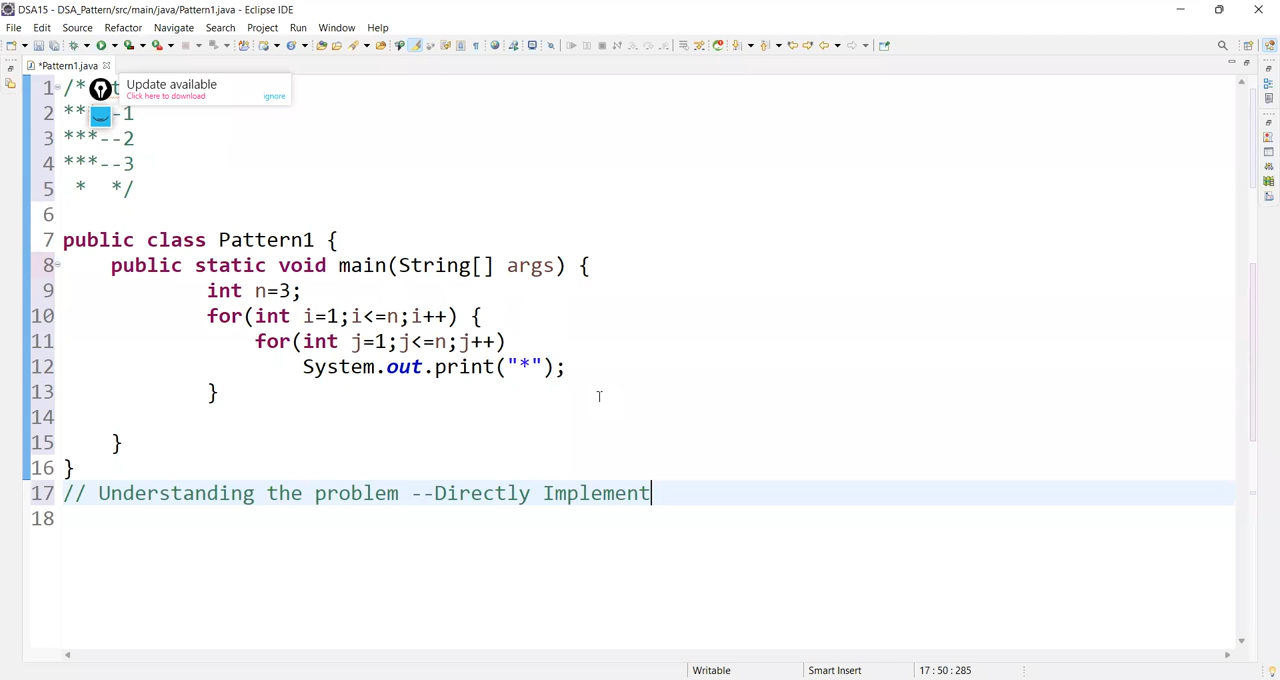 DSA15 - DSA_Pattern/src/main/java/Pattern1.java - Eclipse IDE
File Edit Source Refactor Navigate Search Project Run Window Help
*Pattern1.java
Update available
Click here to download ignore
1 /*
2 ** -1
3 ***--2
4 ***--3
5 * */
6
7 public class Pattern1 {
8 public static void main(String[] args) {
9 int n=3;
10 for(int i=1;i<=n;i++) {
11 for(int j=1;j<=n;j++)
12 System.out.print("*");
13 }
14
15 }
16 }
17 // Understanding the problem --Directly Implement
18
Writable Smart Insert 17 : 50 : 285